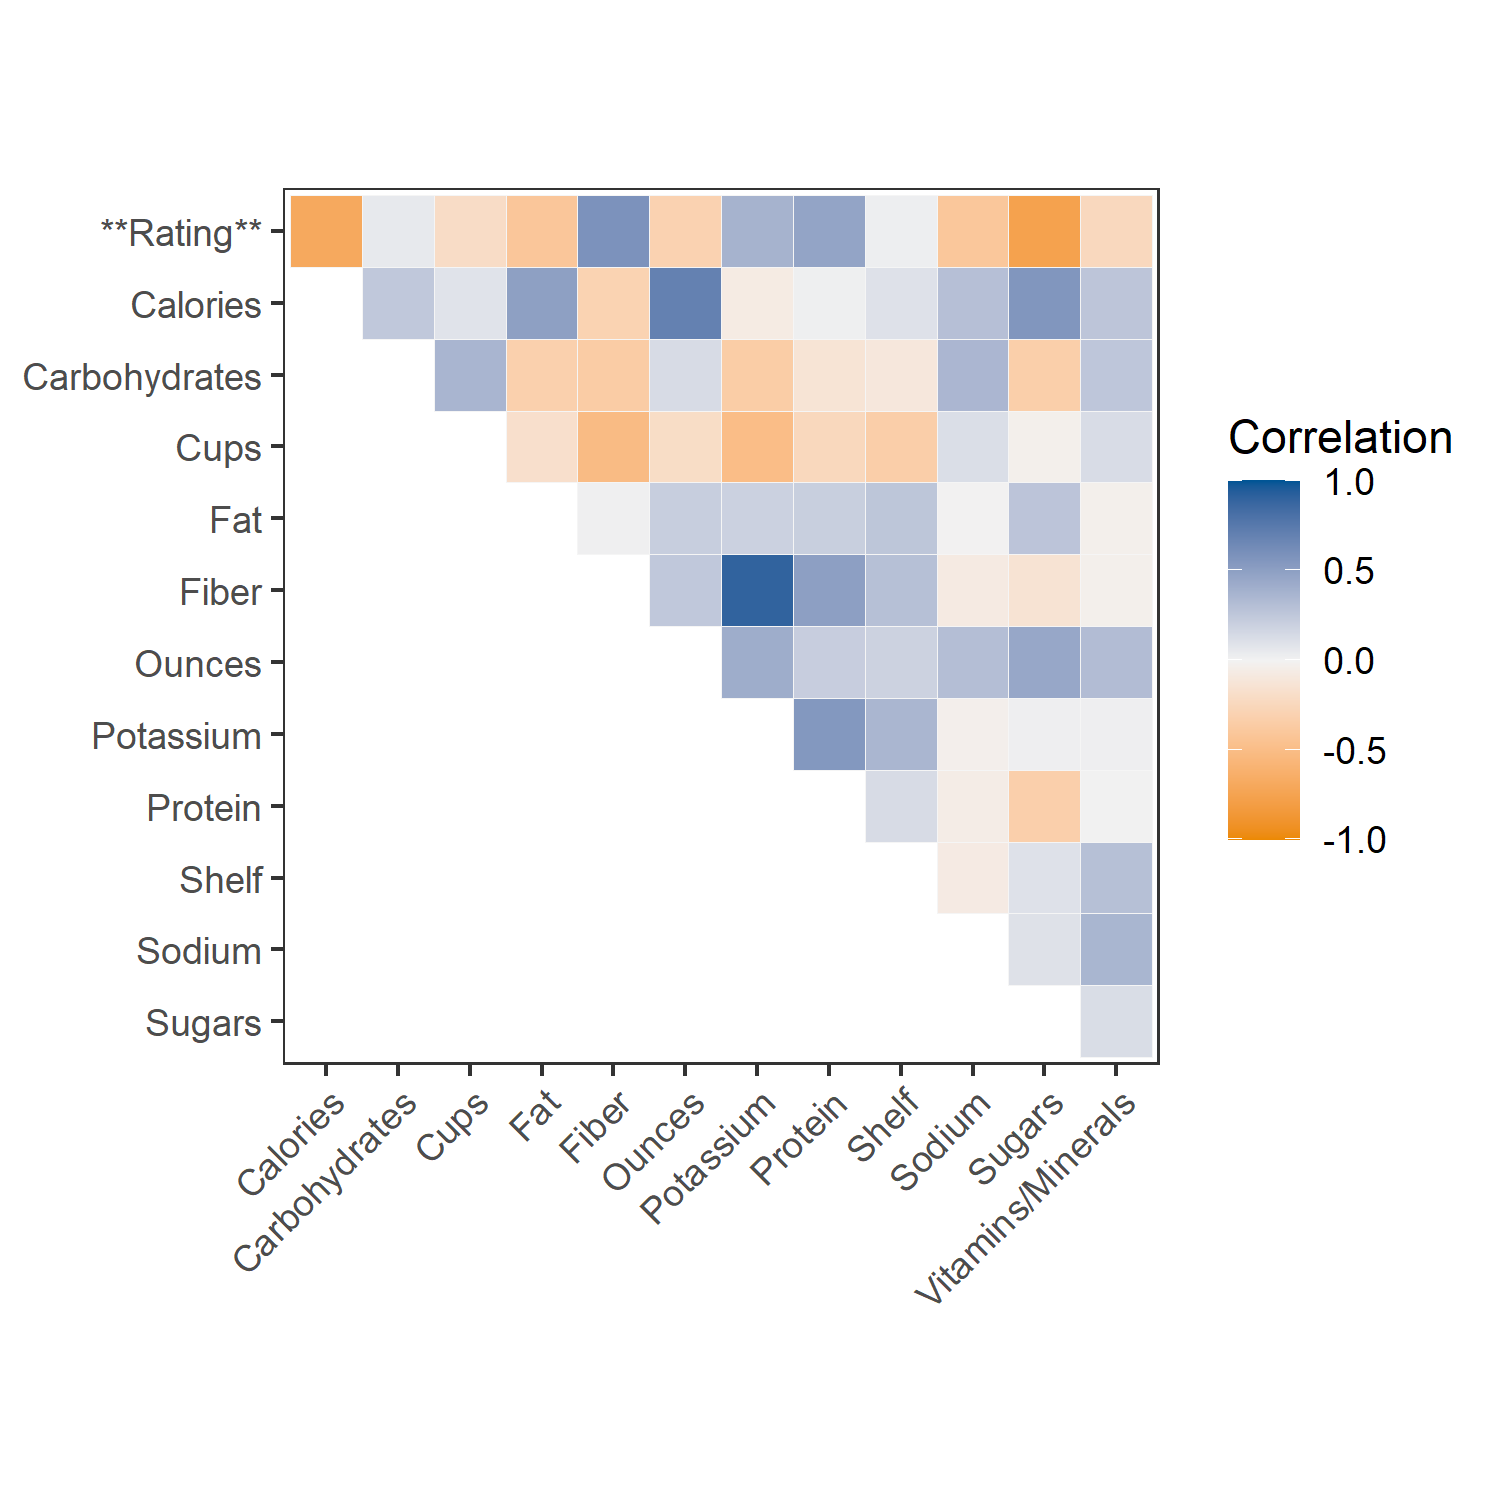 **Rating**
Calories
Carbohydrates
Cups
Fat
Fiber
Ounces
Potassium
Protein
Shelf
Sodium
Sugars
Calories
Carbohydrates
Cups
Fat
Fiber
Ounces
Potassium
Protein
Shelf
Sodium
Sugars
Vitamins/Minerals
Correlation
1.0
0.5
0.0
-0.5
-1.0